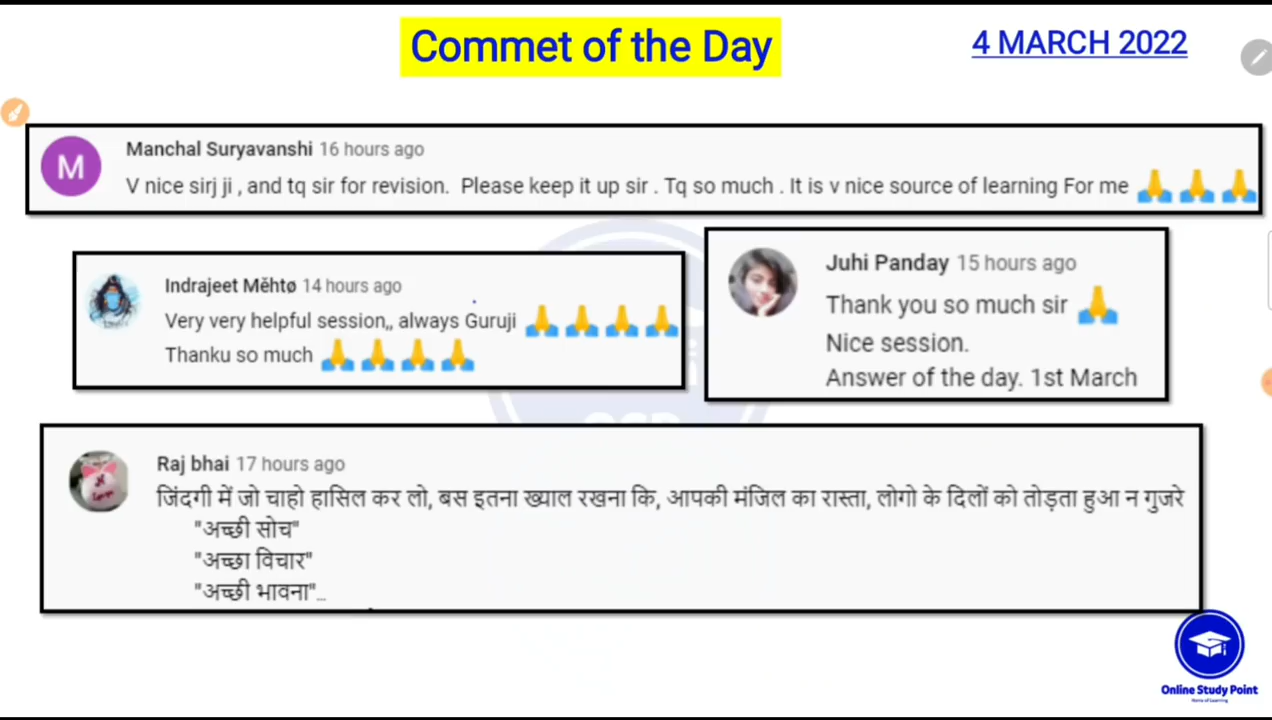 Commet of the Day
4 MARCH 2022
M
Manchal Suryavanshi 16 hours ago
V nice sirj ji , and tq sir for revision. Please keep it up sir . Tq so much . It is v nice source of learning For me 🙏🙏🙏
Indrajeet Měhtø 14 hours ago
Very very helpful session,, always Guruji 🙏🙏🙏🙏
Thanku so much 🙏🙏🙏🙏
Juhi Panday 15 hours ago
Thank you so much sir 🙏
Nice session.
Answer of the day. 1st March
Raj bhai 17 hours ago
जिंदगी में जो चाहो हासिल कर लो, बस इतना ख्याल रखना कि, आपकी मंजिल का रास्ता, लोगो के दिलों को तोड़ता हुआ न गुजरे
"अच्छी सोच"
"अच्छा विचार"
"अच्छी भावना"...
Online Study Point
Home of Learning